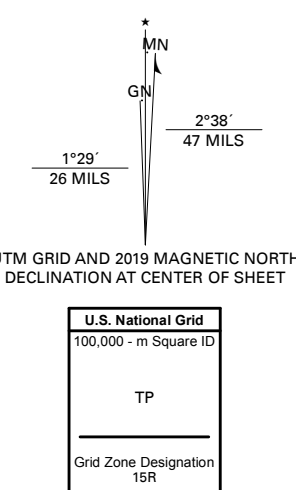 ★
MN
GN
2°38´
47 MILS
1°29´
26 MILS
UTM GRID AND 2019 MAGNETIC NORTH
DECLINATION AT CENTER OF SHEET
U.S. National Grid
100,000 - m Square ID
TP
Grid Zone Designation
15R